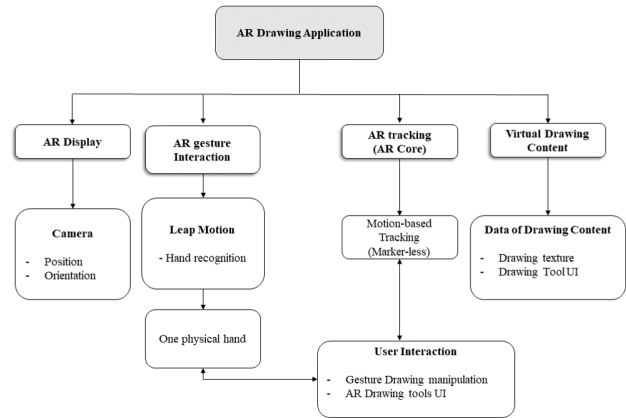 AR Drawing Application
AR Display
AR gesture
Interaction
AR tracking
(AR Core)
Virtual Drawing
Content
Camera
- Position
- Orientation
Leap Motion
- Hand recognition
Motion-based
Tracking
(Marker-less)
Data of Drawing Content
- Drawing texture
- Drawing Tool UI
One physical hand
User Interaction
- Gesture Drawing manipulation
- AR Drawing tools UI